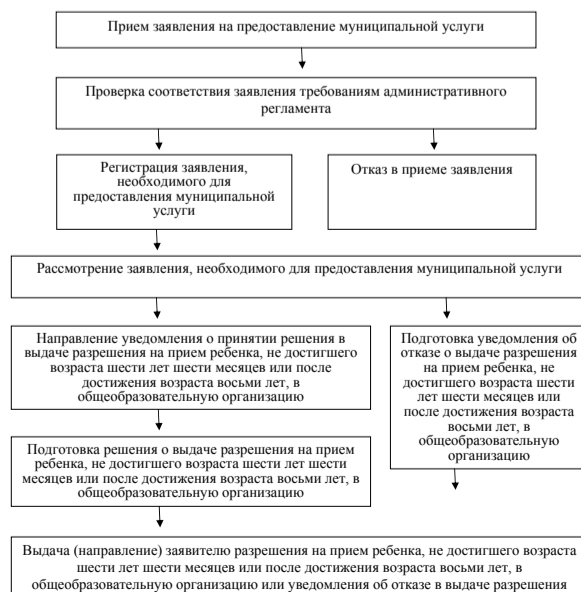 Прием заявления на предоставление муниципальной услуги
Проверка соответствия заявления требованиям административного
регламента
Регистрация заявления,
необходимого для
предоставления муниципальной
услуги
Отказ в приеме заявления
Рассмотрение заявления, необходимого для предоставления муниципальной услуги
Направление уведомления о принятии решения в
выдаче разрешения на прием ребенка, не достигшего
возраста шести лет шести месяцев или после
достижения возраста восьми лет, в
общеобразовательную организацию
Подготовка уведомления об
отказе о выдаче разрешения
на прием ребенка, не
достигшего возраста шести
лет шести месяцев или
после достижения возраста
восьми лет, в
общеобразовательную
организацию
Подготовка решения о выдаче разрешения на прием
ребенка, не достигшего возраста шести лет шести
месяцев или после достижения возраста восьми лет, в
общеобразовательную организацию
Выдача (направление) заявителю разрешения на прием ребенка, не достигшего возраста
шести лет шести месяцев или после достижения возраста восьми лет, в
общеобразовательную организацию или уведомления об отказе в выдаче разрешения